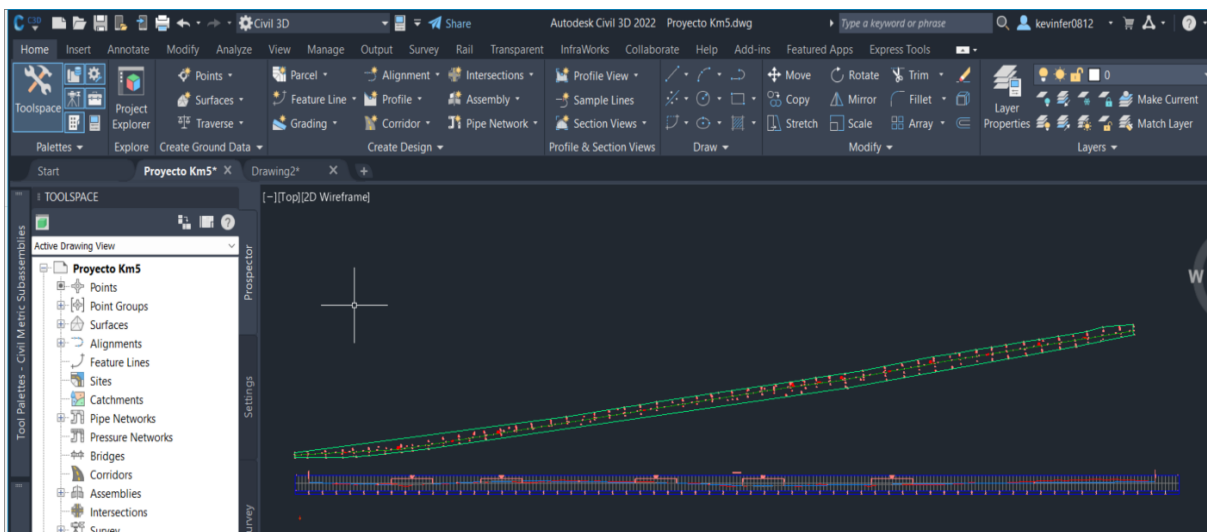 C 3D Civil 3D Share Autodesk Civil 3D 2022 Proyecto Km5.dwg Type a keyword or phrase kevinfer0812
Home Insert Annotate Modify Analyze View Manage Output Survey Rail Transparent InfraWorks Collaborate Help Add-ins Featured Apps Express Tools
Toolspace
Project
Explorer
Points
Surfaces
Traverse
Parcel
Feature Line
Grading
Alignment
Profile
Corridor
Intersections
Assembly
Pipe Network
Profile View
Sample Lines
Section Views
Move
Copy
Stretch
Rotate
Mirror
Scale
Trim
Fillet
Array
Layer
Properties
0
Make Current
Match Layer
Palettes Explore Create Ground Data Create Design Profile & Section Views Draw Modify Layers
Start Proyecto Km5* X Drawing2* X +
TOOLSPACE
[−][Top][2D Wireframe]
Active Drawing View
Proyecto Km5
Points
Point Groups
Surfaces
Alignments
Feature Lines
Sites
Catchments
Pipe Networks
Pressure Networks
Bridges
Corridors
Assemblies
Intersections
Survey
Prospector
Settings
Survey
Tool Palettes - Civil Metric Subassemblies
W